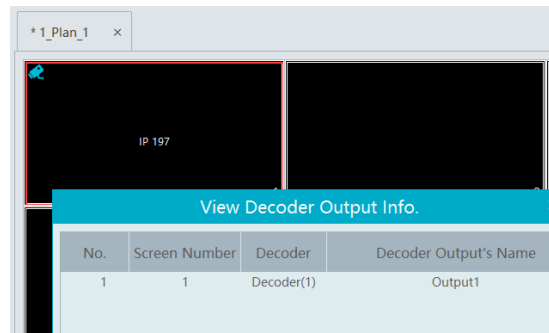 * 1_Plan_1 ×
IP 197
View Decoder Output Info.
No. Screen Number Decoder Decoder Output's Name
1 1 Decoder(1) Output1